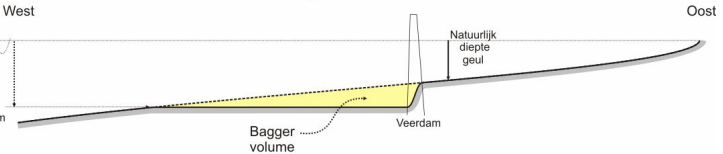 West
Oost
Natuurlijk
diepte
geul
m
Veerdam
Bagger
volume